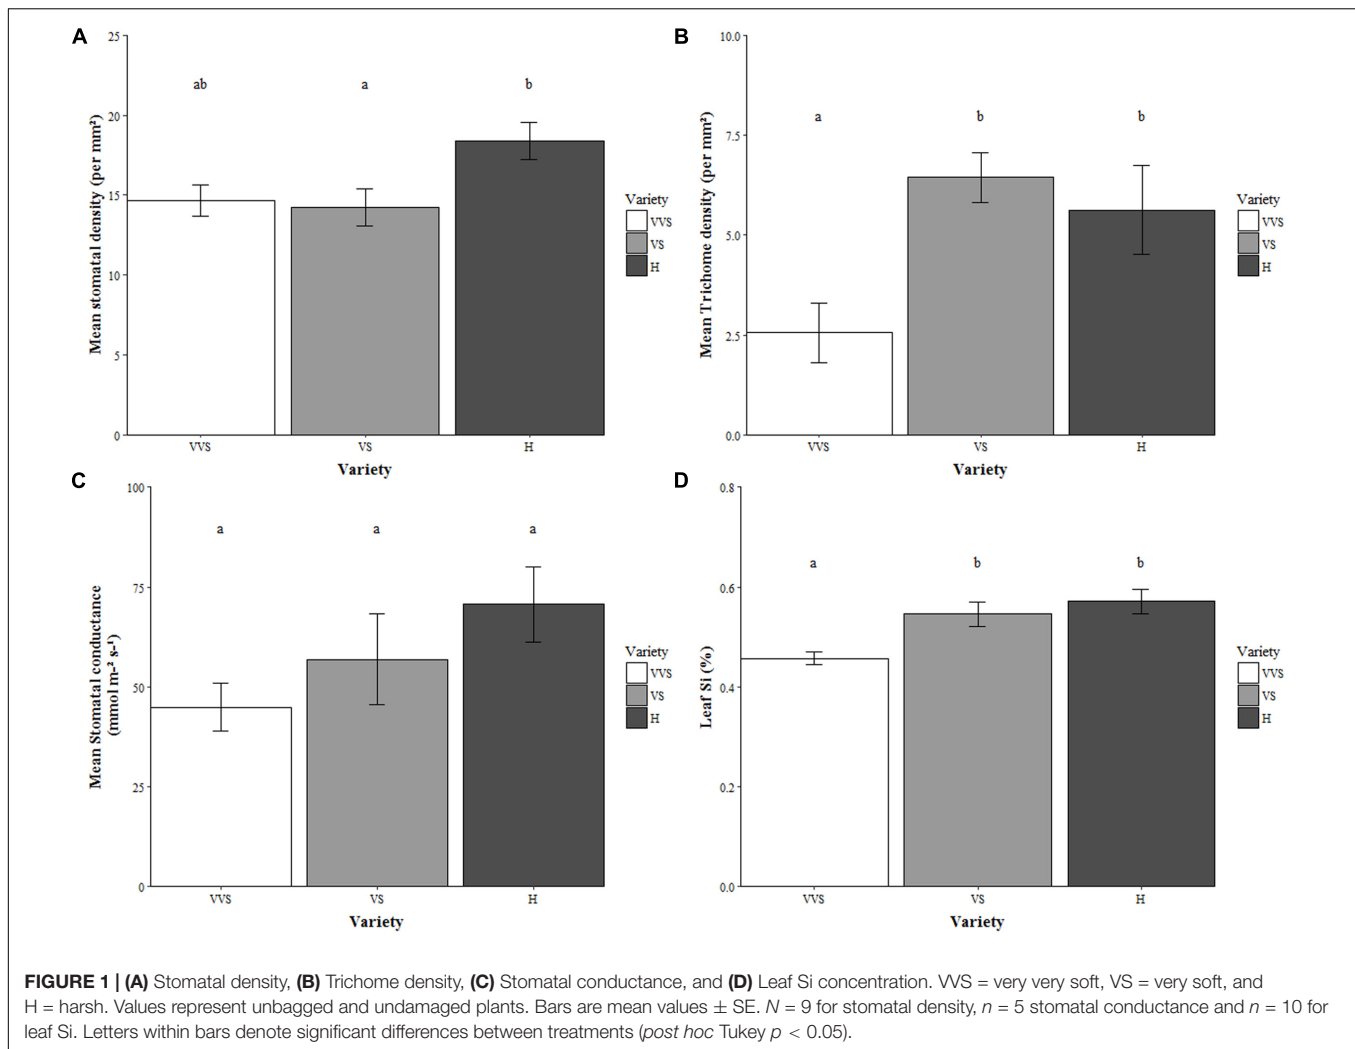 A
Mean stomatal density (per mm²)
25
20
15
10
5
0
ab
a
b
VVS
VS
H
Variety
Variety
VVS
VS
H
B
Mean Trichome density (per mm²)
10.0
7.5
5.0
2.5
0.0
a
b
b
VVS
VS
H
Variety
Variety
VVS
VS
H
C
Mean Stomatal conductance
(mmol m-² s-¹)
100
75
50
25
0
a
a
a
VVS
VS
H
Variety
Variety
VVS
VS
H
D
Leaf Si (%)
0.8
0.6
0.4
0.2
0.0
a
b
b
VVS
VS
H
Variety
Variety
VVS
VS
H
FIGURE 1 | (A) Stomatal density, (B) Trichome density, (C) Stomatal conductance, and (D) Leaf Si concentration. VVS = very very soft, VS = very soft, and
H = harsh. Values represent unbagged and undamaged plants. Bars are mean values ± SE. N = 9 for stomatal density, n = 5 stomatal conductance and n = 10 for
leaf Si. Letters within bars denote significant differences between treatments (post hoc Tukey p < 0.05).